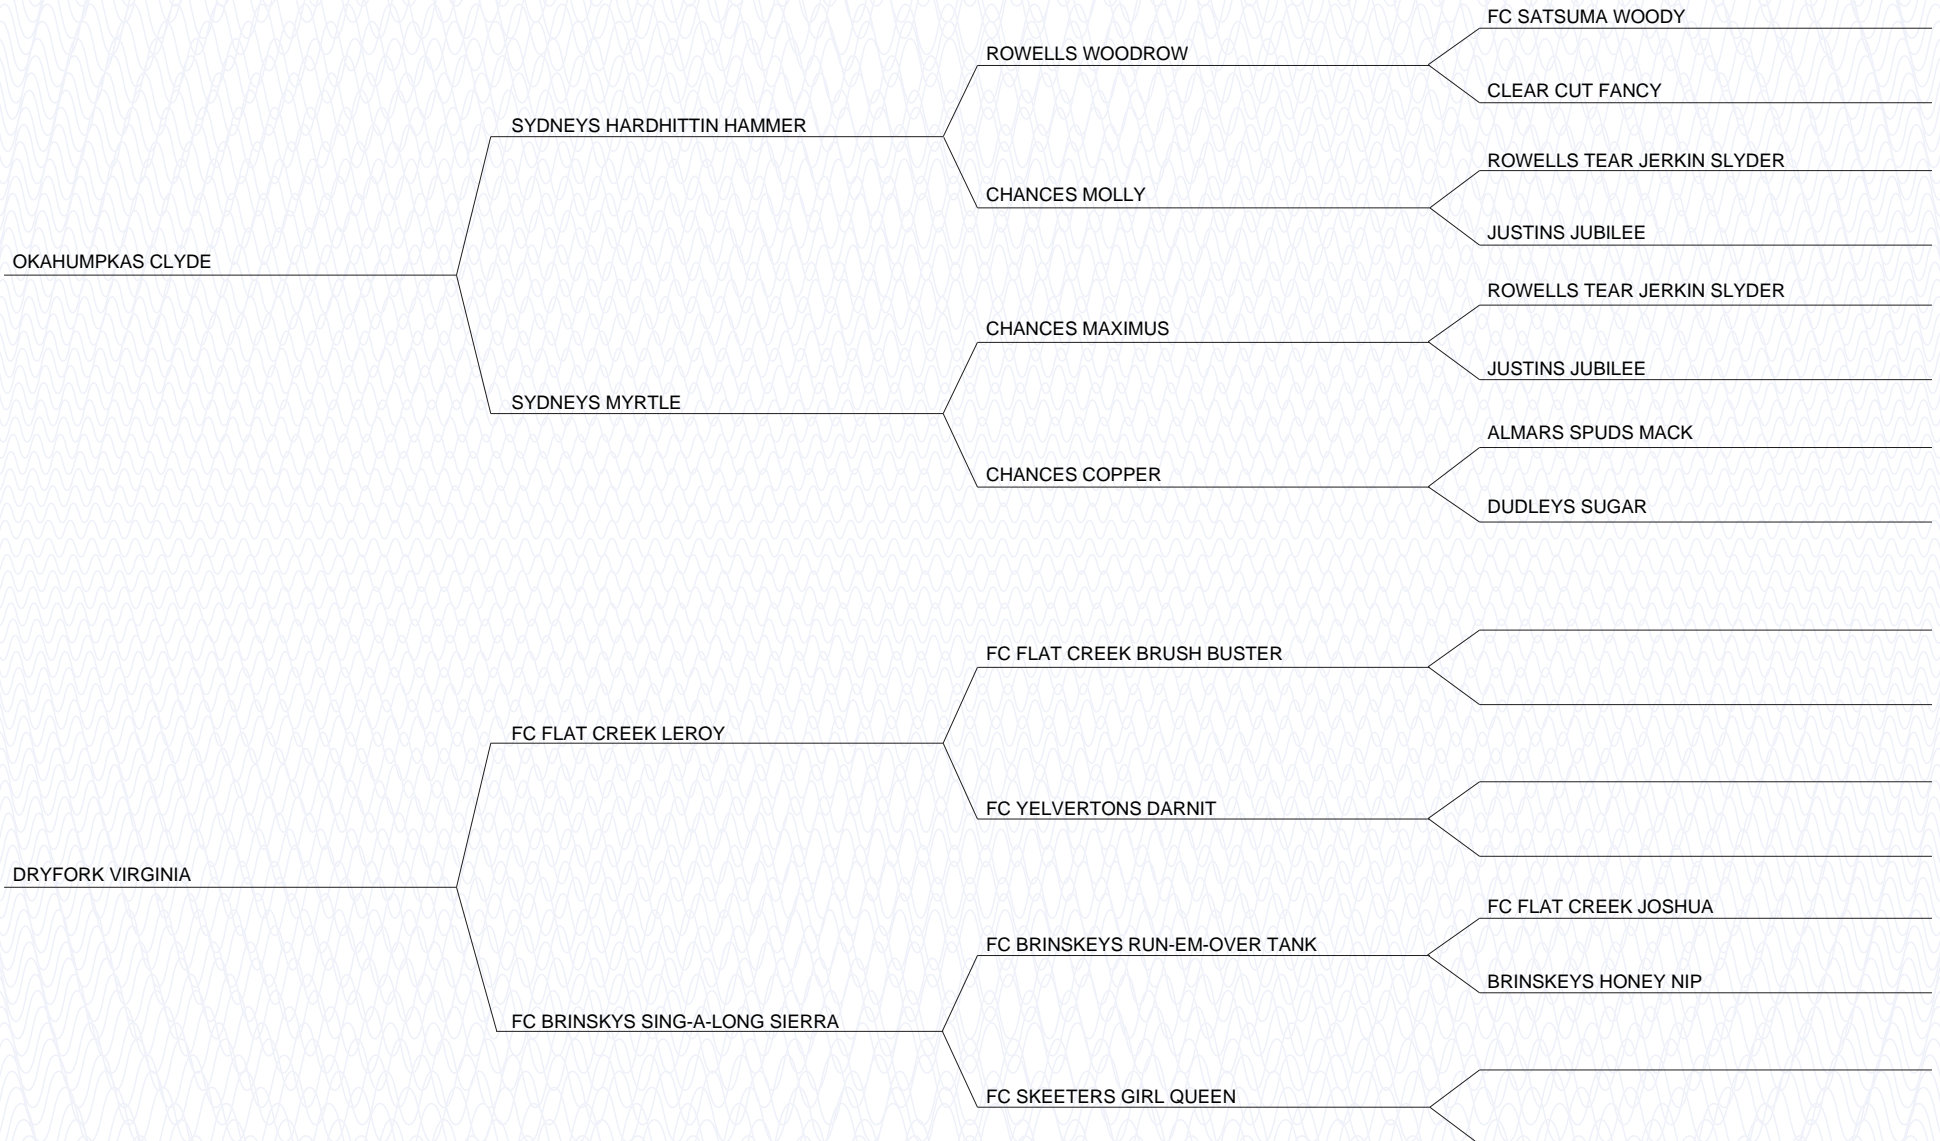 FC SATSUMA WOODY
ROWELLS WOODROW
CLEAR CUT FANCY
SYDNEYS HARDHITTIN HAMMER
ROWELLS TEAR JERKIN SLYDER
CHANCES MOLLY
JUSTINS JUBILEE
OKAHUMPKAS CLYDE
ROWELLS TEAR JERKIN SLYDER
CHANCES MAXIMUS
JUSTINS JUBILEE
SYDNEYS MYRTLE
ALMARS SPUDS MACK
CHANCES COPPER
DUDLEYS SUGAR
FC FLAT CREEK BRUSH BUSTER
FC FLAT CREEK LEROY
FC YELVERTONS DARNIT
DRYFORK VIRGINIA
FC FLAT CREEK JOSHUA
FC BRINSKEYS RUN-EM-OVER TANK
BRINSKEYS HONEY NIP
FC BRINSKYS SING-A-LONG SIERRA
FC SKEETERS GIRL QUEEN